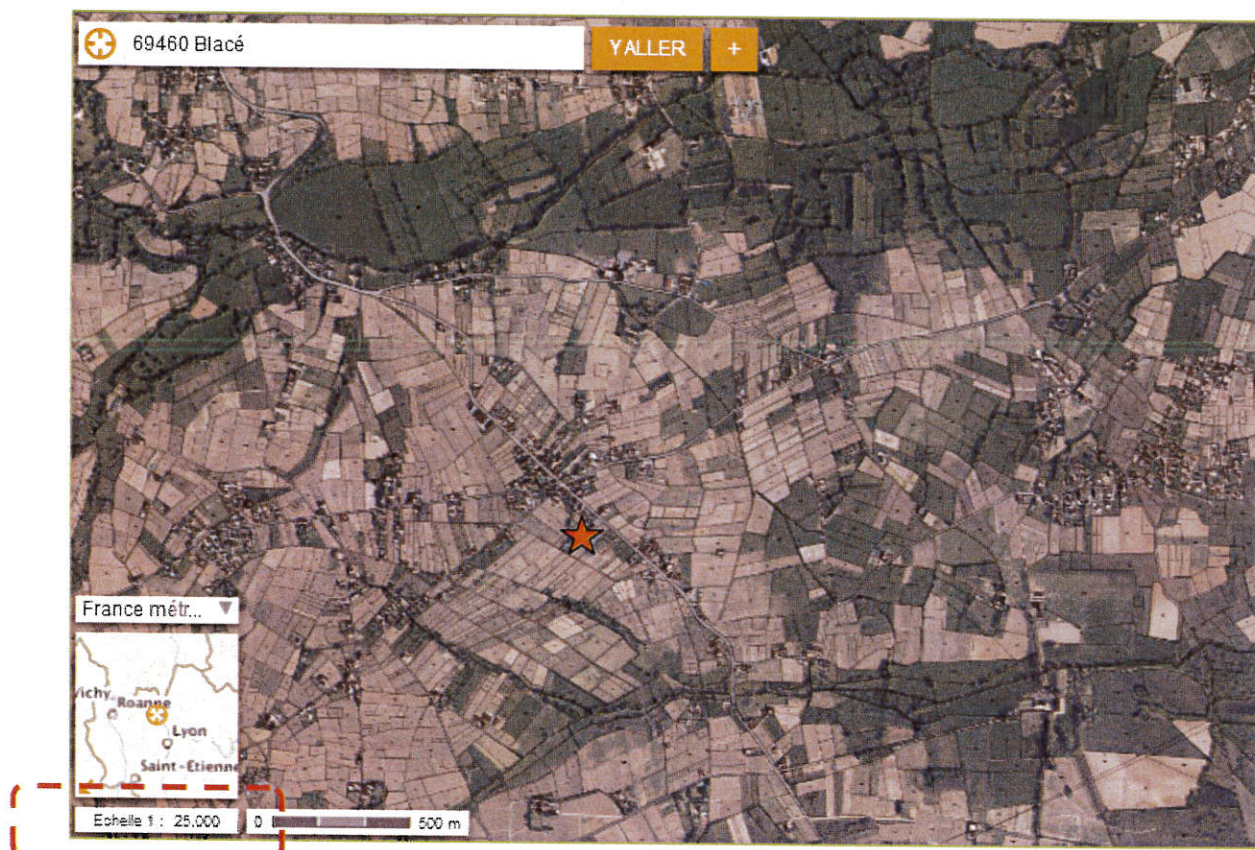 69460 Blacé
Y ALLER
+
France métr...
Vichy
Roanne
Lyon
Saint-Etienne
Echelle 1 : 25.000
0
500 m